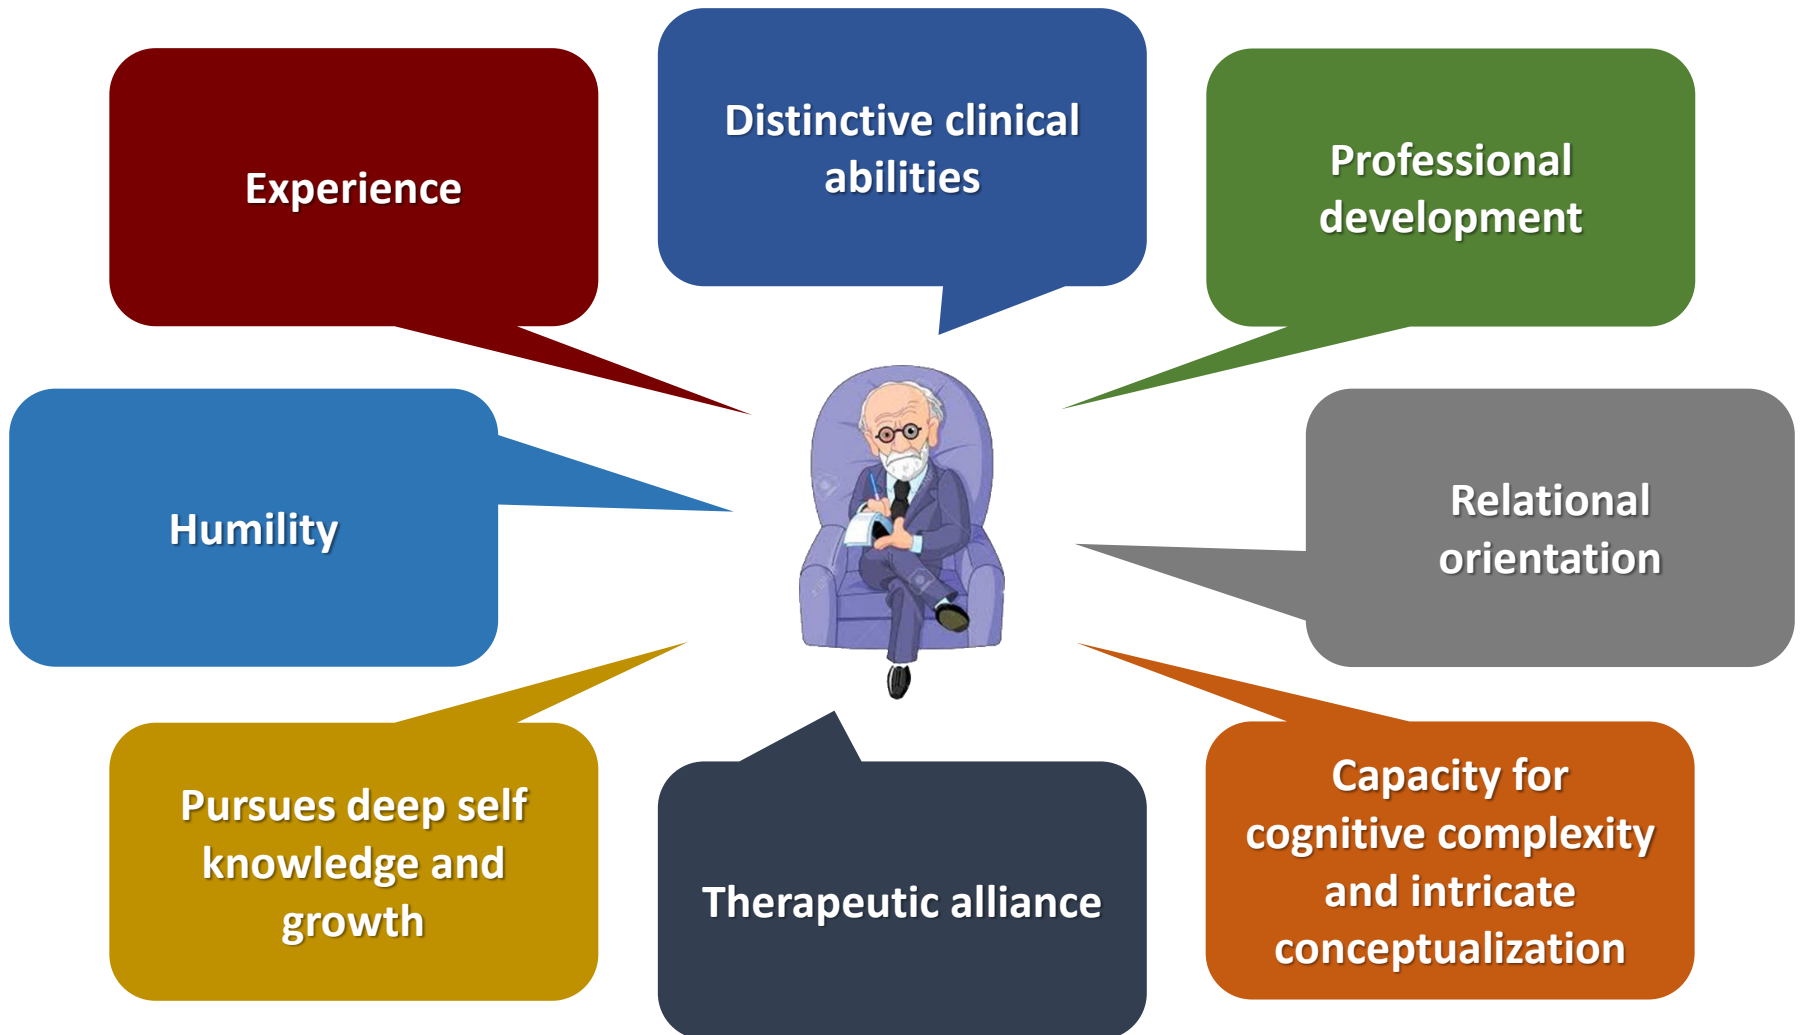 Experience
Distinctive clinical
abilities
Professional
development
Humility
Relational
orientation
Pursues deep self
knowledge and
growth
Therapeutic alliance
Capacity for
cognitive complexity
and intricate
conceptualization